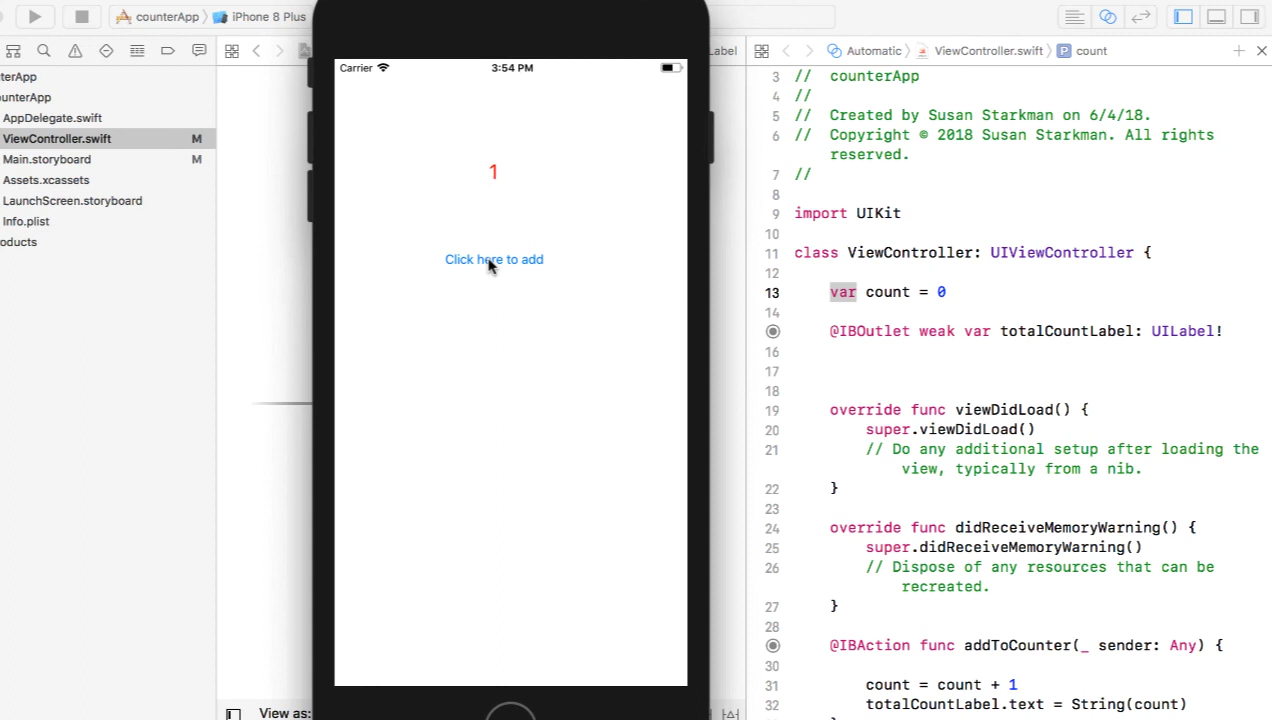 counterApp
iPhone 8 Plus
Label
Automatic
ViewController.swift
count
terApp
ounterApp
AppDelegate.swift
ViewController.swift M
Main.storyboard M
Assets.xcassets
LaunchScreen.storyboard
Info.plist
oducts
Carrier 3:54 PM
1
Click here to add
View as:
3 // counterApp
4 //
5 // Created by Susan Starkman on 6/4/18.
6 // Copyright © 2018 Susan Starkman. All rights
reserved.
7 //
8
9 import UIKit
10
11 class ViewController: UIViewController {
12
13 var count = 0
14
@IBOutlet weak var totalCountLabel: UILabel!
16
17
18
19 override func viewDidLoad() {
20 super.viewDidLoad()
21 // Do any additional setup after loading the
view, typically from a nib.
22 }
23
24 override func didReceiveMemoryWarning() {
25 super.didReceiveMemoryWarning()
26 // Dispose of any resources that can be
recreated.
27 }
28
@IBAction func addToCounter(_ sender: Any) {
30
31 count = count + 1
32 totalCountLabel.text = String(count)